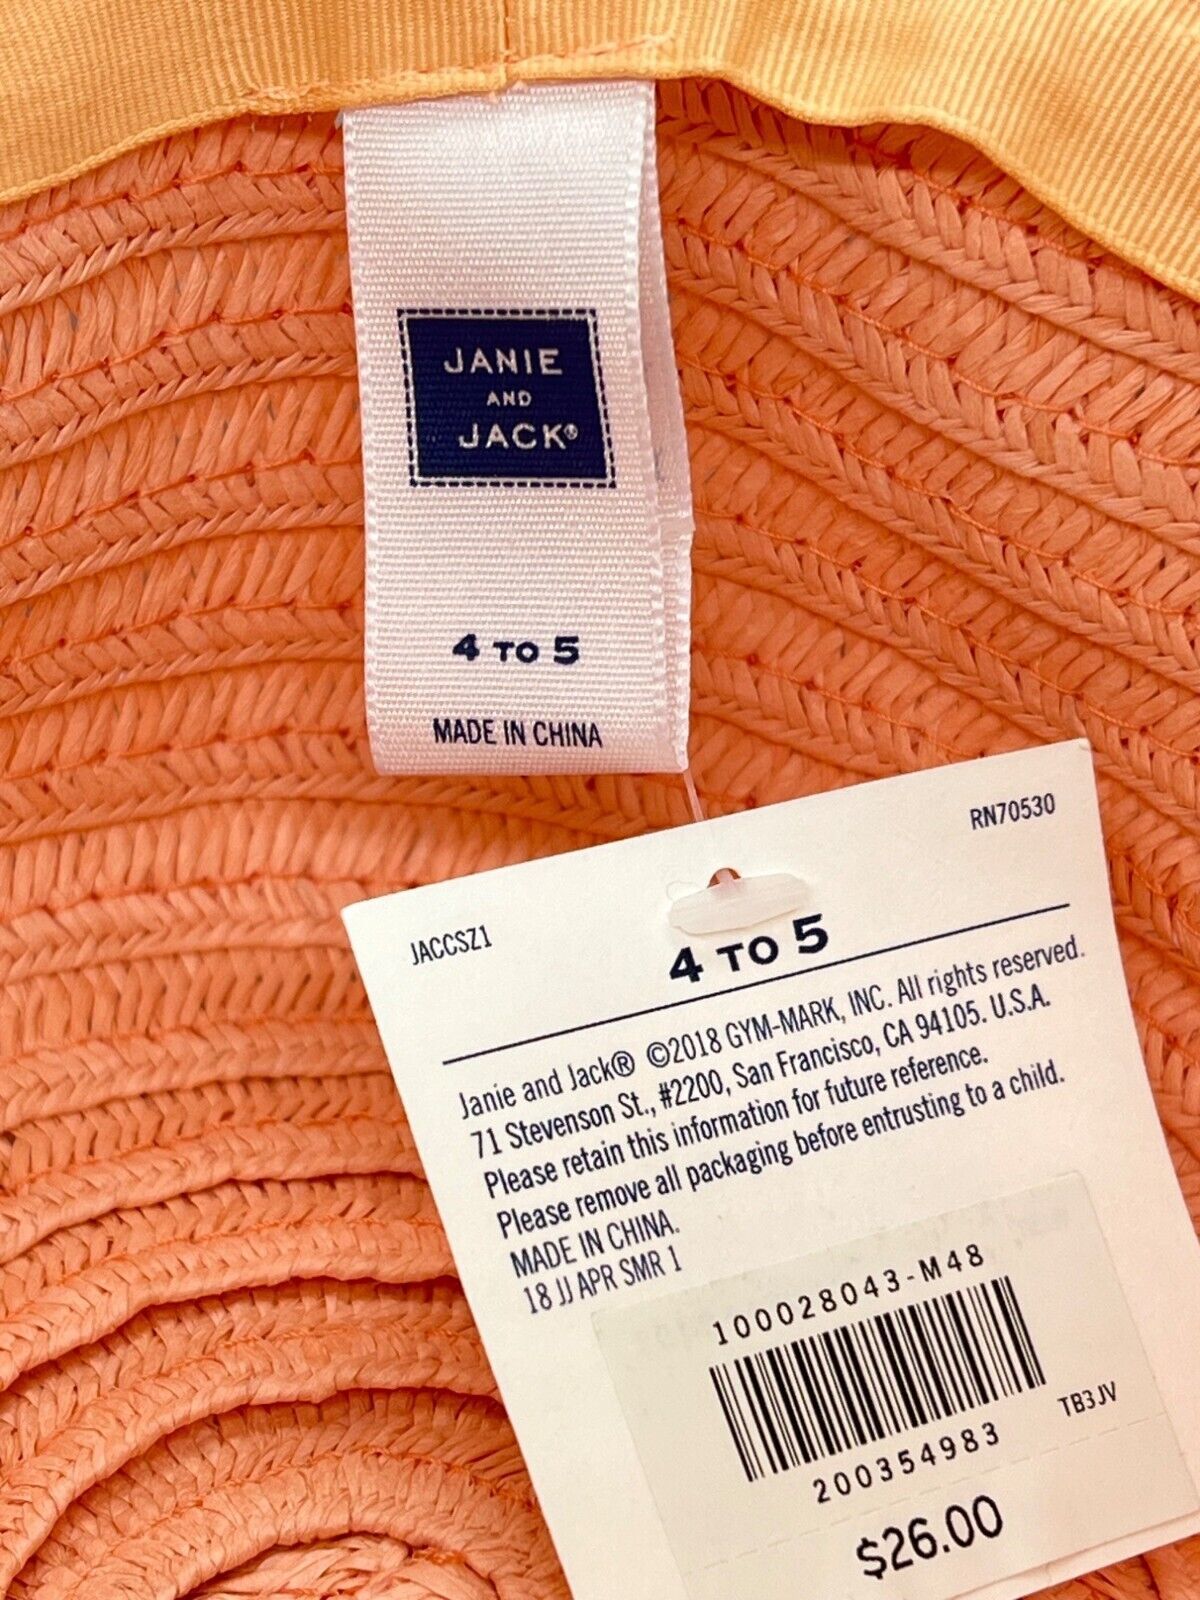 JANIE
AND
JACK®
4 TO 5
MADE IN CHINA
RN70530
JACCSZ1
4 TO 5
Janie and Jack® ©2018 GYM-MARK, INC. All rights reserved.
71 Stevenson St., #2200, San Francisco, CA 94105. U.S.A.
Please retain this information for future reference.
Please remove all packaging before entrusting to a child.
MADE IN CHINA.
18 JJ APR SMR 1
100028043-M48
TB3JV
200354983
$26.00